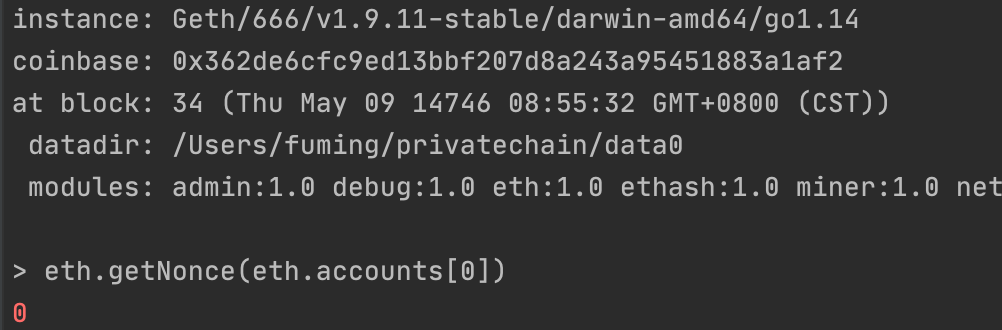 instance: Geth/666/v1.9.11-stable/darwin-amd64/go1.14
coinbase: 0x362de6cfc9ed13bbf207d8a243a95451883a1af2
at block: 34 (Thu May 09 14746 08:55:32 GMT+0800 (CST))
datadir: /Users/fuming/privatechain/data0
modules: admin:1.0 debug:1.0 eth:1.0 ethash:1.0 miner:1.0 net
> eth.getNonce(eth.accounts[0])
0